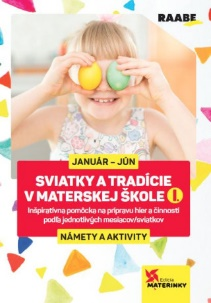 RAABE
JANUÁR – JÚN
SVIATKY A TRADÍCIE
V MATERSKEJ ŠKOLE I.
Inšpiratívna pomôcka na prípravu hier a činností
podľa jednotlivých mesiacov/sviatkov
NÁMETY A AKTIVITY
Edícia
MATERINKY